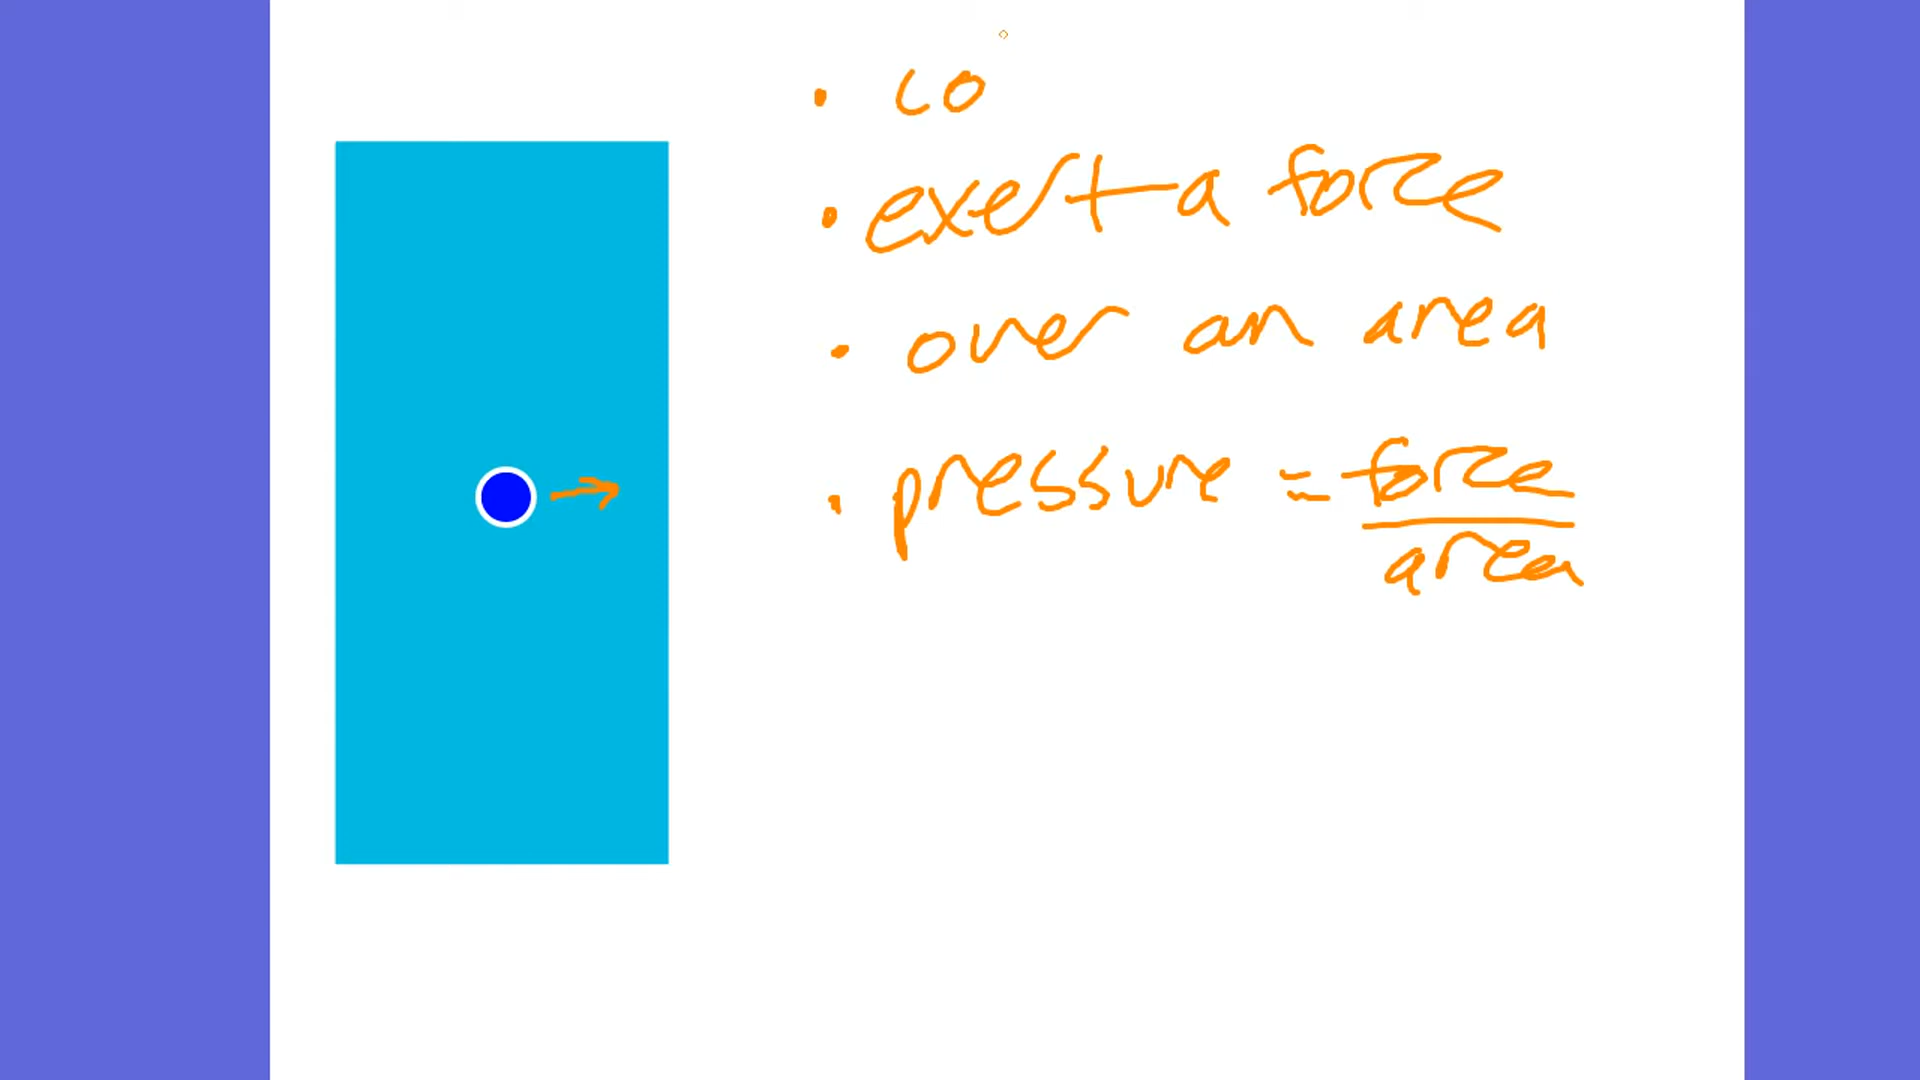 • co
• exert a force
• over an area
• pressure = force
area